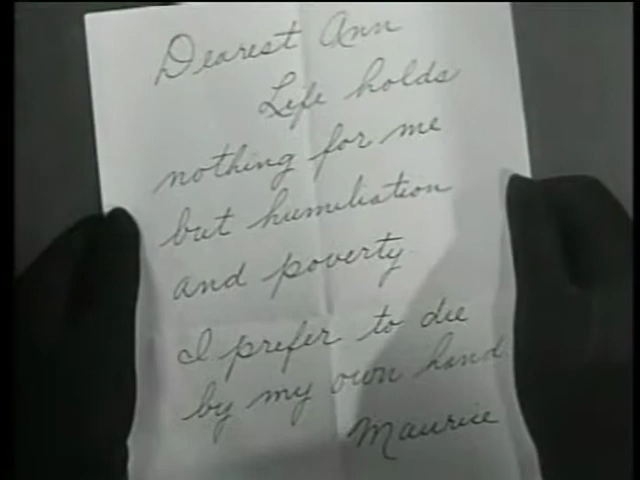 Dearest Ann
Life holds
nothing for me
but humiliation
and poverty
I prefer to die
by my own hand
Maurice